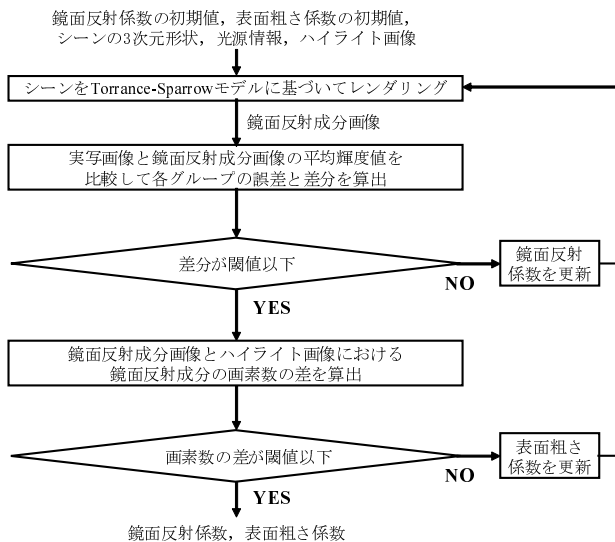 鏡面反射係数の初期値，表面粗さ係数の初期値，
シーンの3次元形状，光源情報，ハイライト画像
シーンをTorrance-Sparrowモデルに基づいてレンダリング
鏡面反射成分画像
実写画像と鏡面反射成分画像の平均輝度値を
比較して各グループの誤差と差分を算出
差分が閾値以下
NO
鏡面反射
係数を更新
YES
鏡面反射成分画像とハイライト画像における
鏡面反射成分の画素数の差を算出
画素数の差が閾値以下
NO
表面粗さ
係数を更新
YES
鏡面反射係数，表面粗さ係数